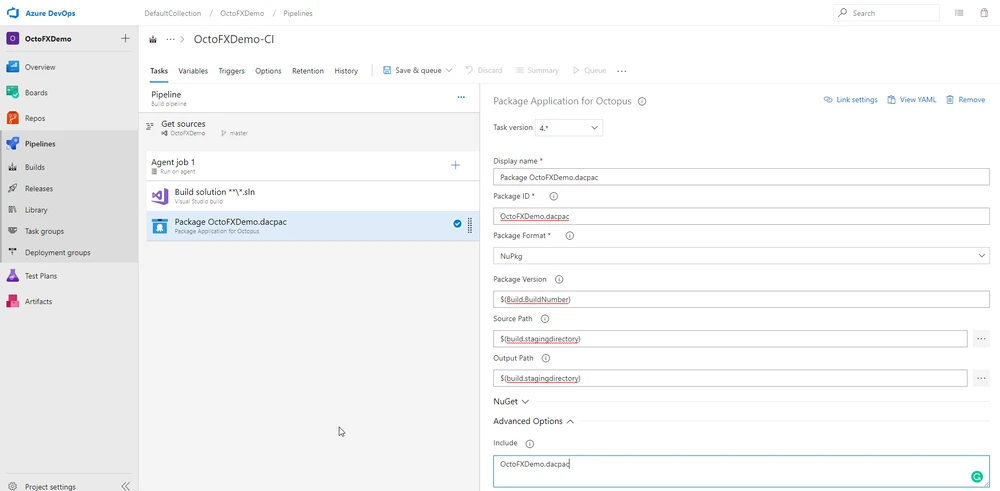 Azure DevOps
DefaultCollection / OctoFXDemo / Pipelines
Search
O OctoFXDemo
Overview
Boards
Repos
Pipelines
Builds
Releases
Library
Task groups
Deployment groups
Test Plans
Artifacts
Project settings
··· > OctoFXDemo-CI
Tasks Variables Triggers Options Retention History Save & queue Discard Summary Queue ···
Pipeline
Build pipeline
Get sources
OctoFXDemo master
Agent job 1
Run on agent
Build solution **\*.sln
Visual Studio build
Package OctoFXDemo.dacpac
Package Application for Octopus
Package Application for Octopus
Link settings View YAML Remove
Task version 4.*
Display name *
Package OctoFXDemo.dacpac
Package ID *
OctoFXDemo.dacpac
Package Format *
NuPkg
Package Version
$(Build.BuildNumber)
Source Path
$(build.stagingdirectory)
Output Path
$(build.stagingdirectory)
NuGet
Advanced Options
Include
OctoFXDemo.dacpac